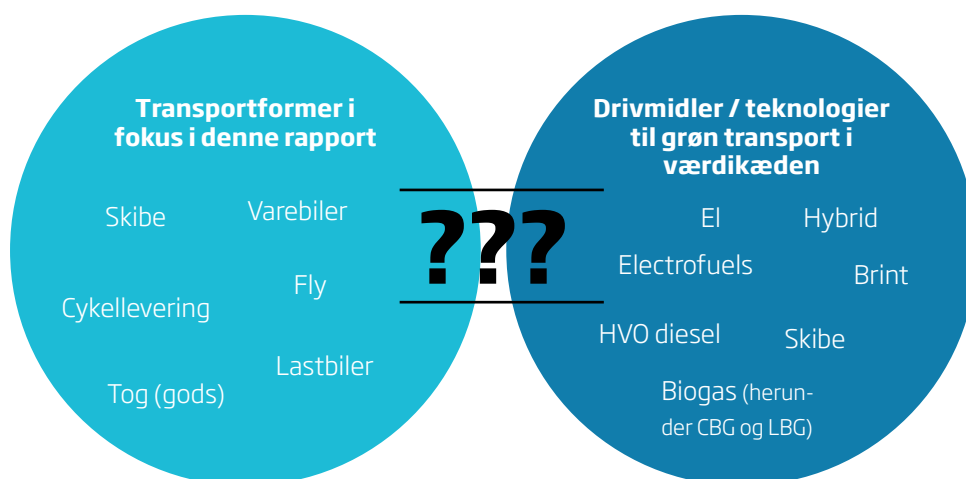 Transportformer i
fokus i denne rapport
Skibe
Varebiler
Fly
Cykellevering
Lastbiler
Tog (gods)
???
Drivmidler / teknologier
til grøn transport i
værdikæden
El
Hybrid
Electrofuels
Brint
HVO diesel
Skibe
Biogas (herun-
der CBG og LBG)